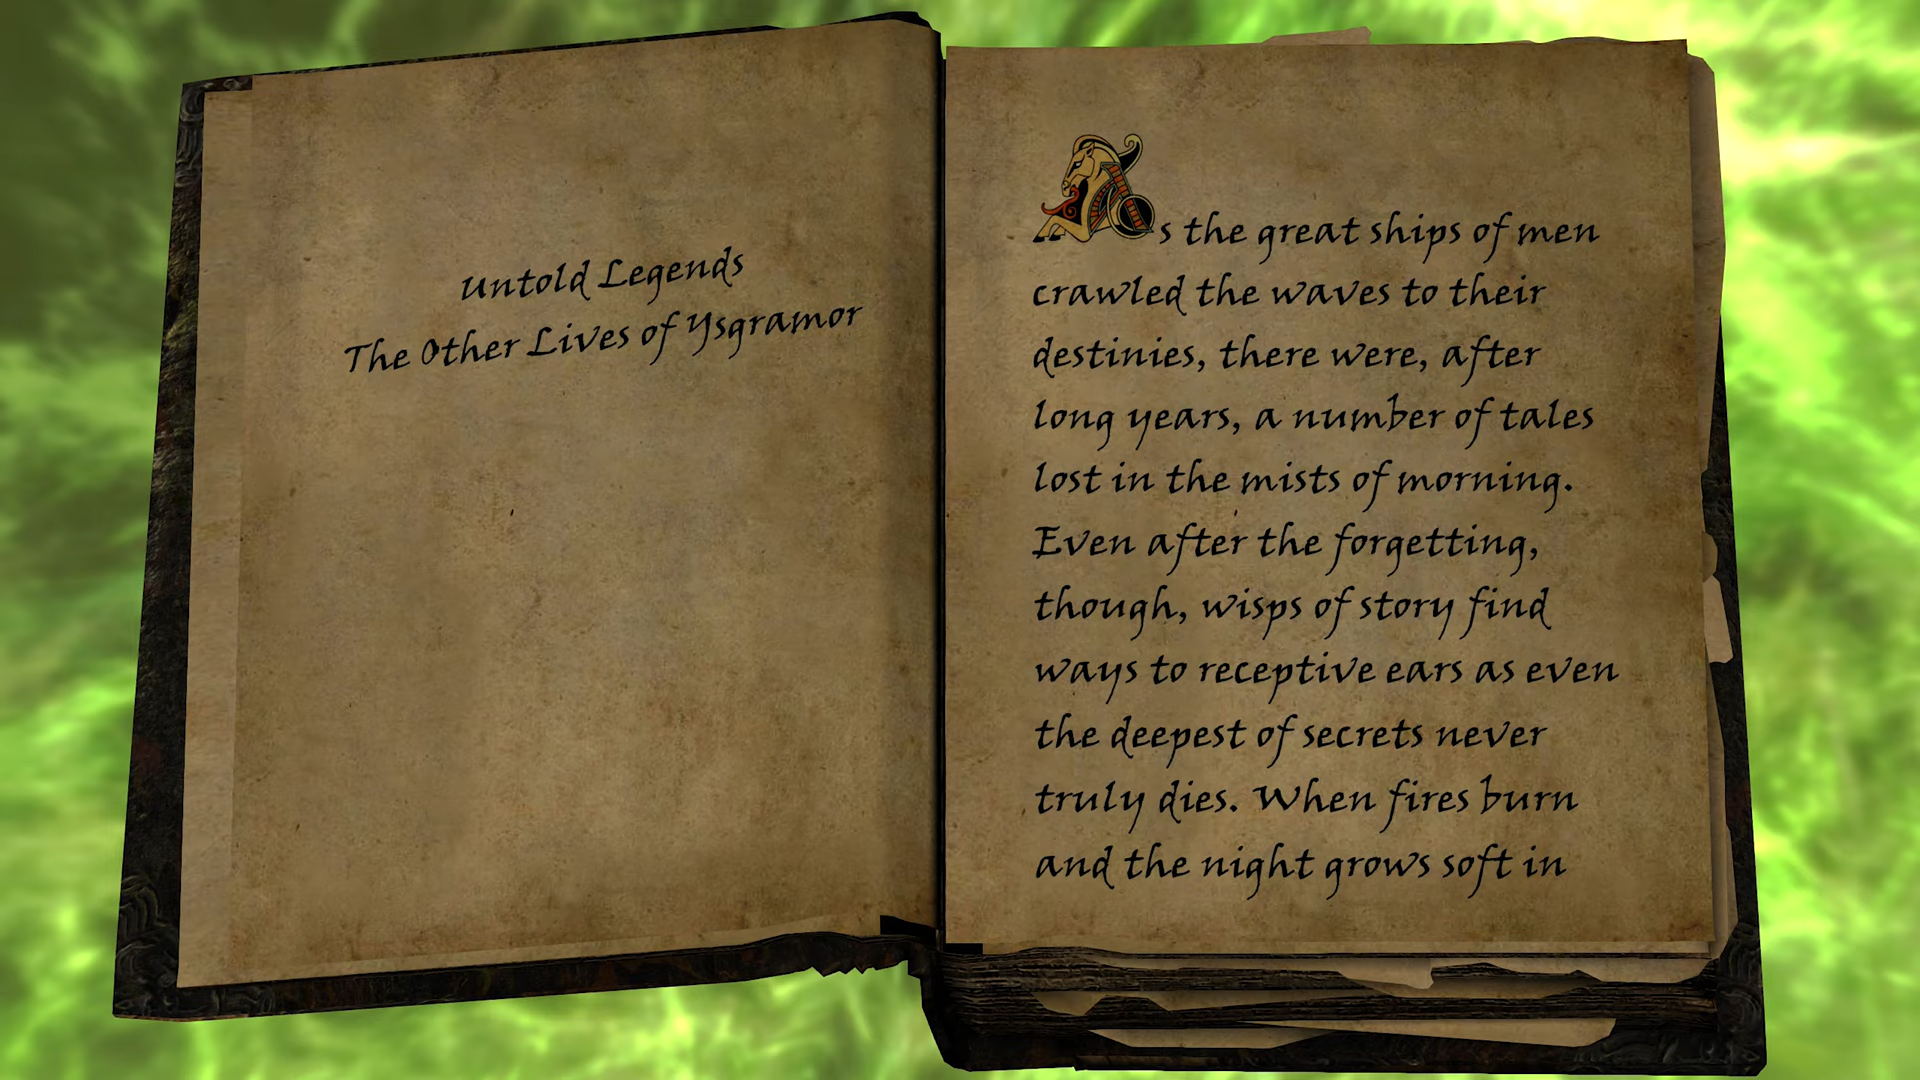 Untold Legends
The Other Lives of Ysgramor
As the great ships of men
crawled the waves to their
destinies, there were, after
long years, a number of tales
lost in the mists of morning.
Even after the forgetting,
though, wisps of story find
ways to receptive ears as even
the deepest of secrets never
truly dies. When fires burn
and the night grows soft in